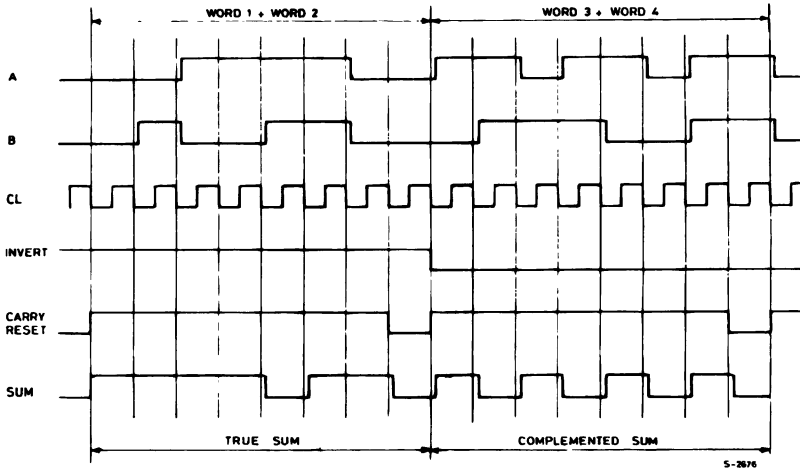 WORD 1 + WORD 2
WORD 3 + WORD 4
A
B
CL
INVERT
CARRY
RESET
SUM
TRUE SUM
COMPLEMENTED SUM
S-2676